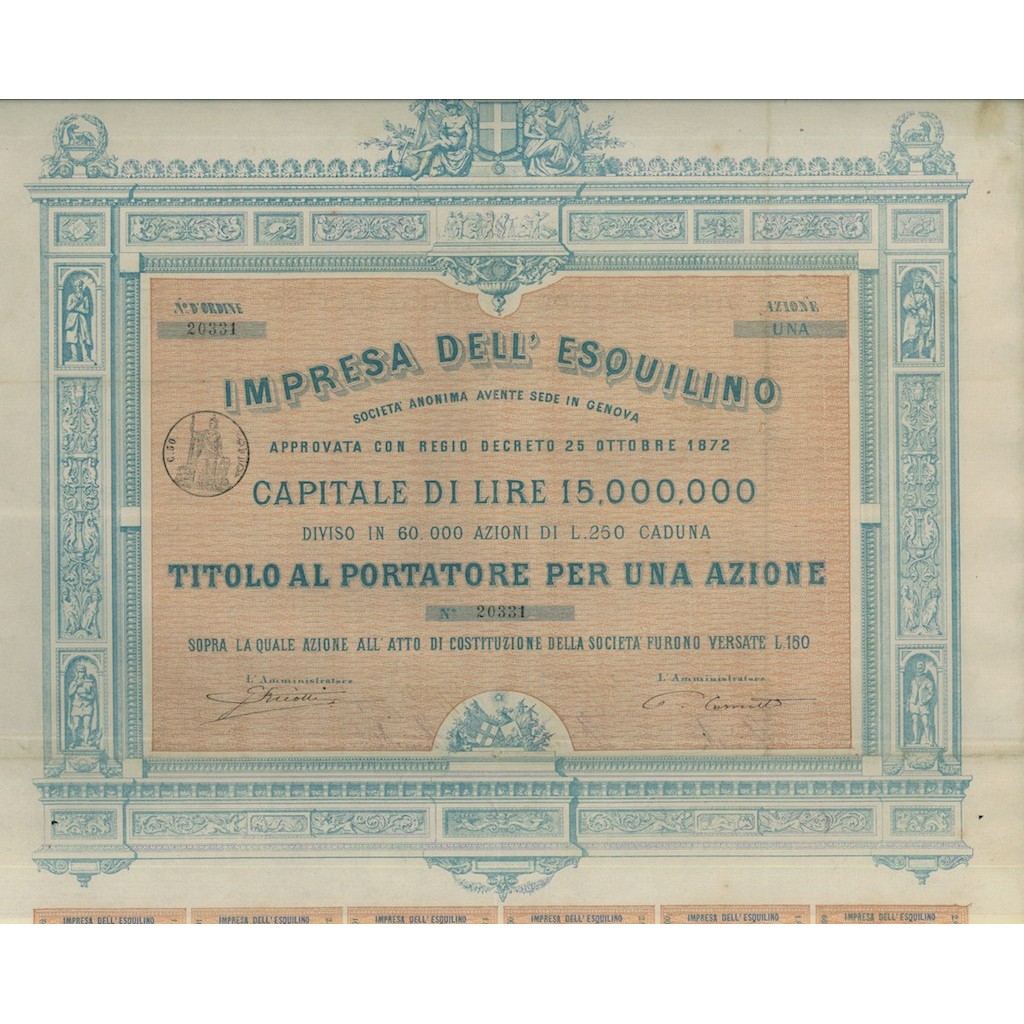 N.º D'ORDINE
20331
AZIONE
UNA
IMPRESA DELL' ESQUILINO
SOCIETA' ANONIMA AVENTE SEDE IN GENOVA
APPROVATA CON REGIO DECRETO 25 OTTOBRE 1872
C. 50
CAPITALE DI LIRE 15,000,000
DIVISO IN 60.000 AZIONI DI L.250 CADUNA
TITOLO AL PORTATORE PER UNA AZIONE
Nº 20331
SOPRA LA QUALE AZIONE ALL'ATTO DI COSTITUZIONE DELLA SOCIETA' FURONO VERSATE L.150
L'Amministratore L'Amministratore
IMPRESA DELL'ESQUILINO IMPRESA DELL'ESQUILINO IMPRESA DELL'ESQUILINO IMPRESA DELL'ESQUILINO IMPRESA DELL'ESQUILINO IMPRESA DELL'ESQUILINO